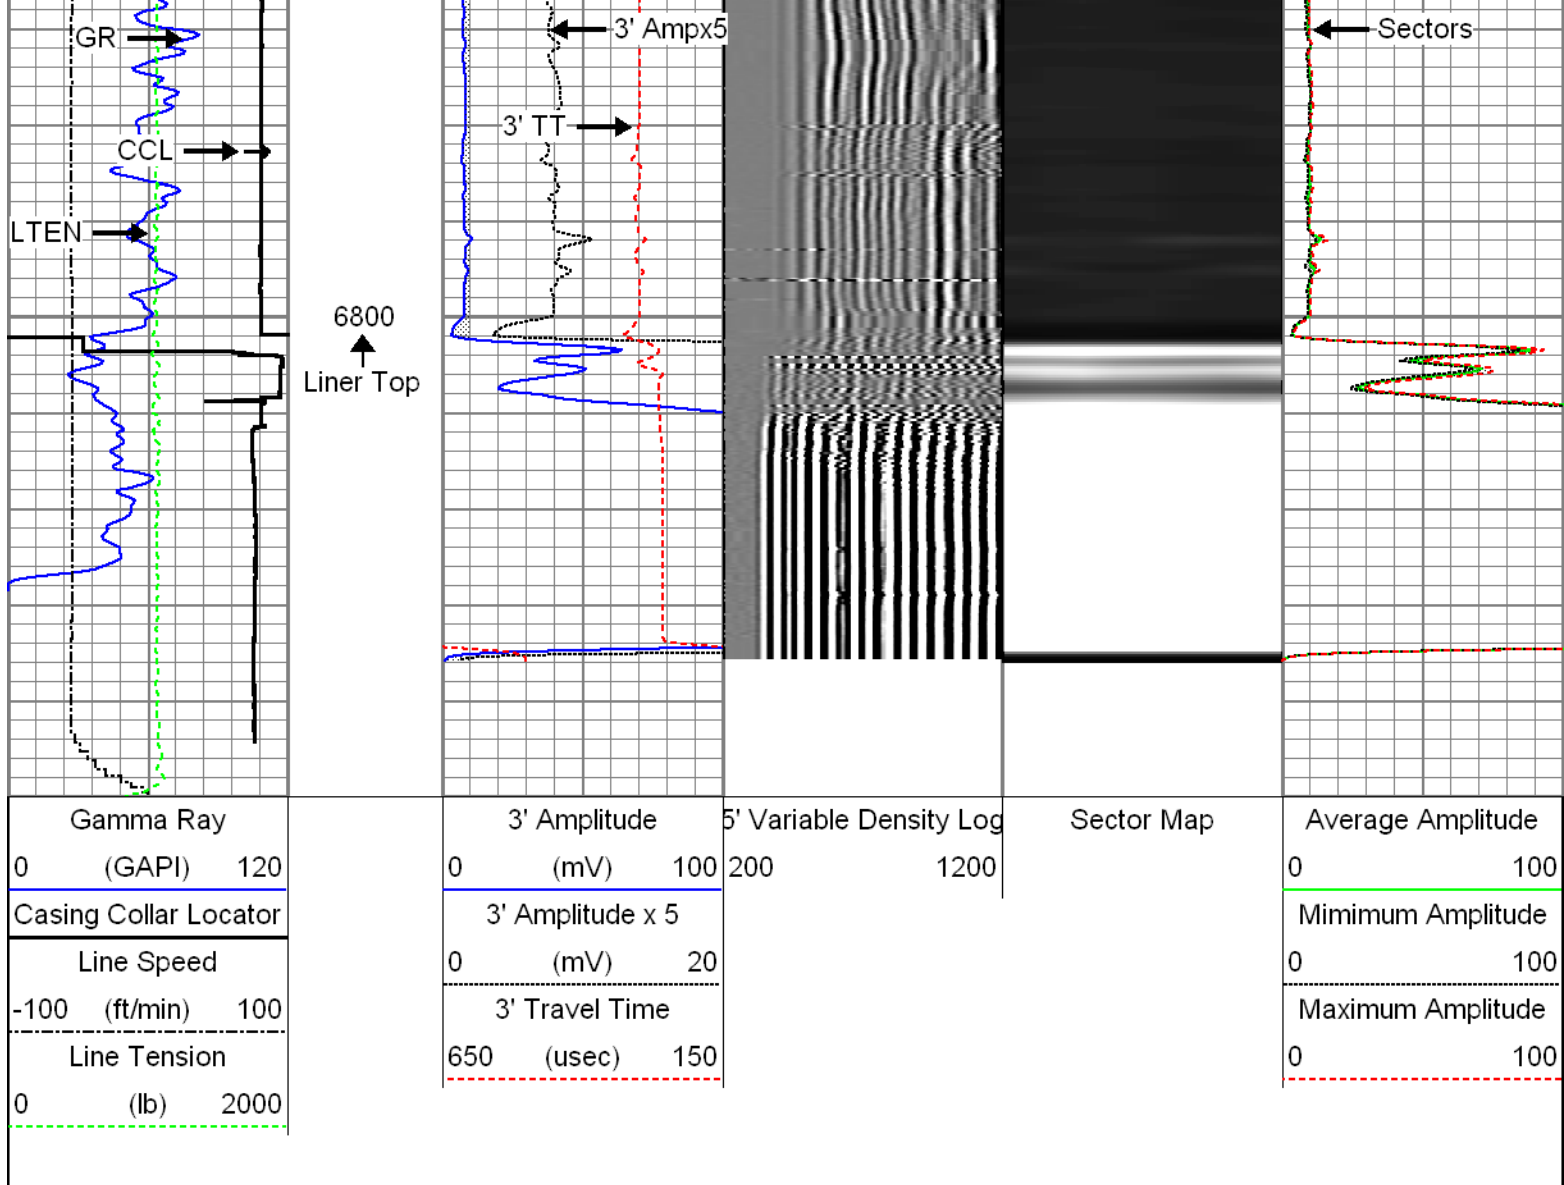 GR
3' Ampx5
Sectors
3' TT
CCL
LTEN
6800
Liner Top
Gamma Ray
0 (GAPI) 120
Casing Collar Locator
Line Speed
-100 (ft/min) 100
Line Tension
0 (lb) 2000
3' Amplitude
0 (mV) 100
3' Amplitude x 5
0 (mV) 20
3' Travel Time
650 (usec) 150
5' Variable Density Log
200 1200
Sector Map
Average Amplitude
0 100
Mimimum Amplitude
0 100
Maximum Amplitude
0 100